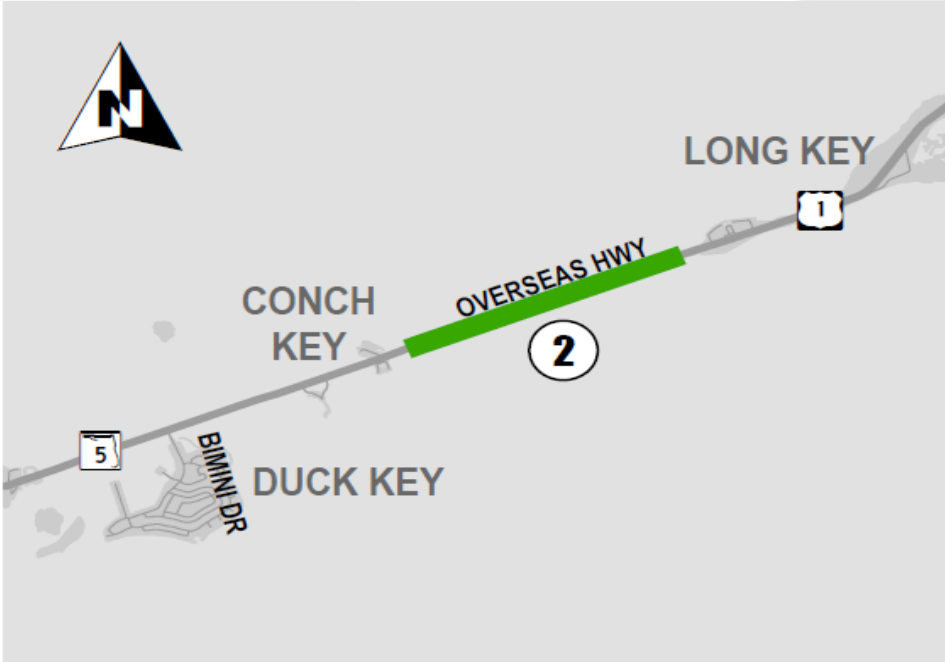 N
LONG KEY
1
OVERSEAS HWY
CONCH
KEY
2
5
BIMINI DR
DUCK KEY